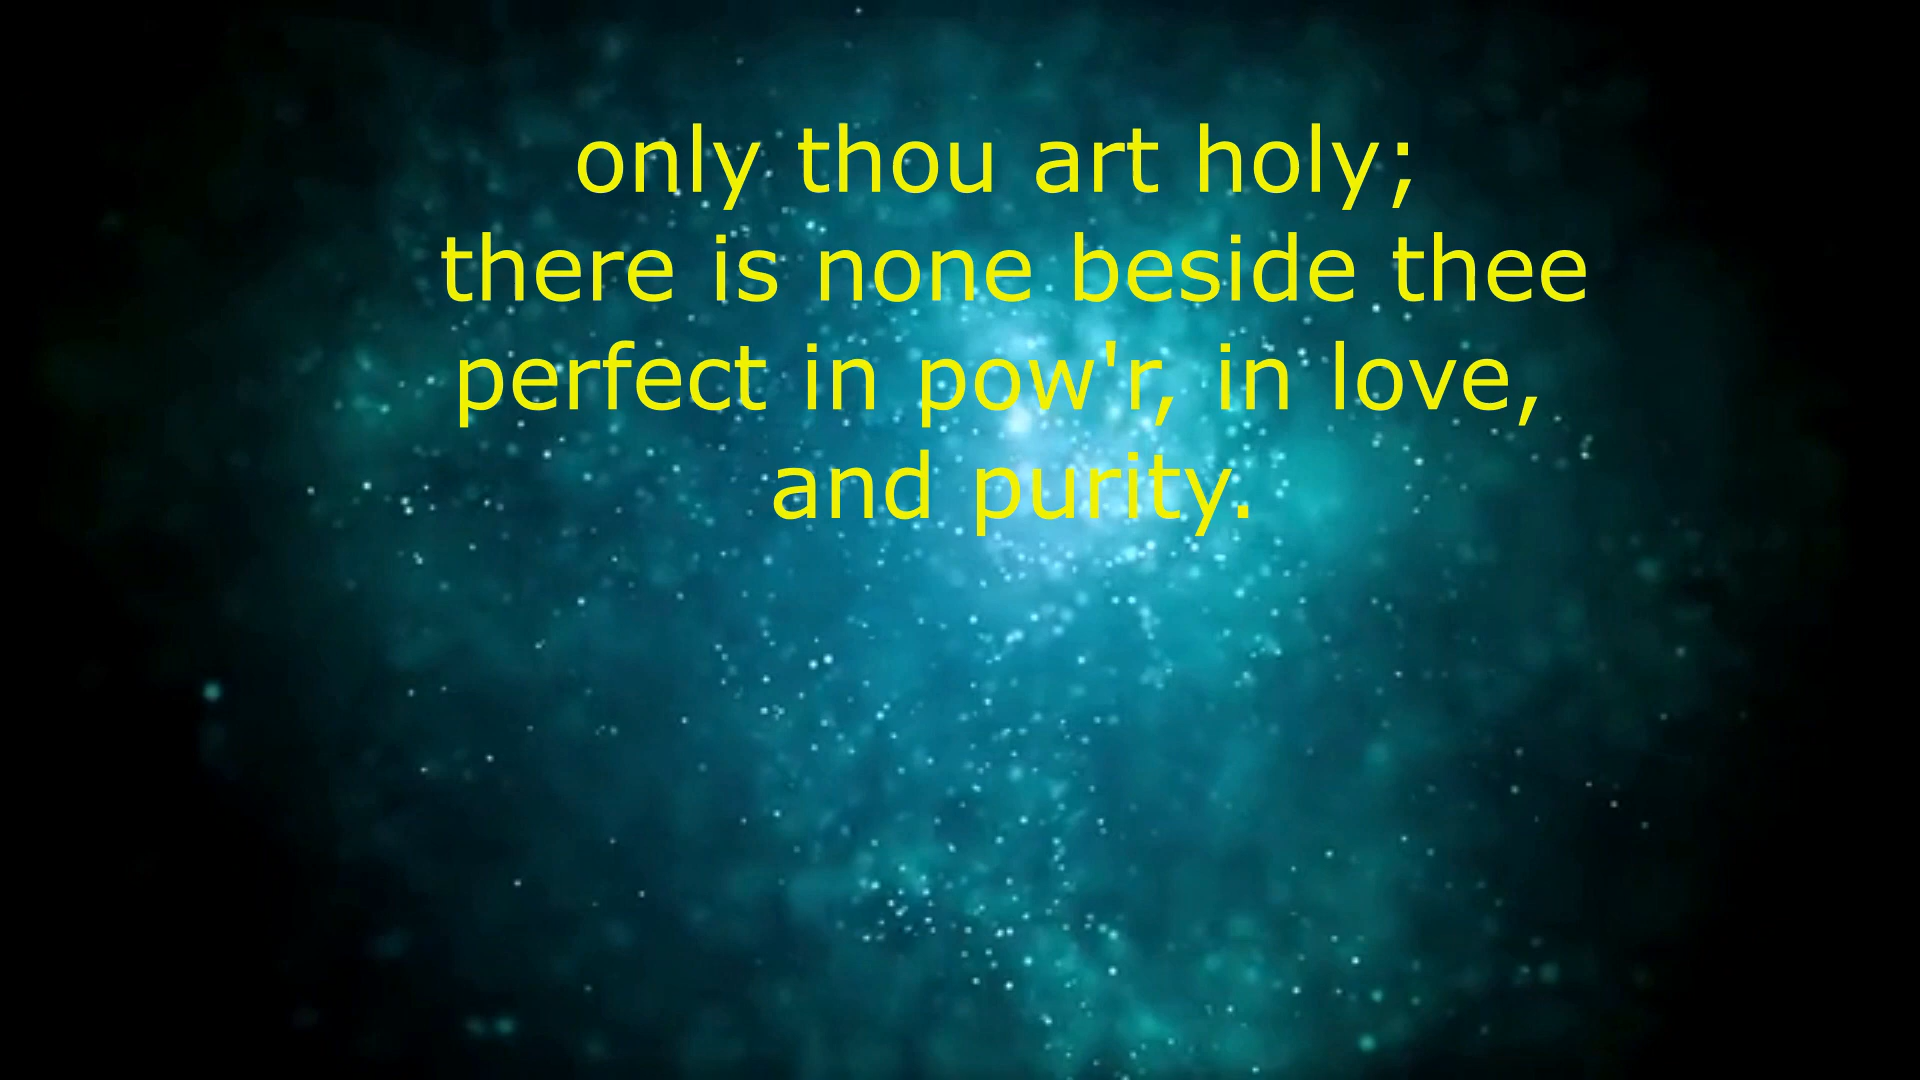 only thou art holy;
there is none beside thee
perfect in pow'r, in love,
and purity.